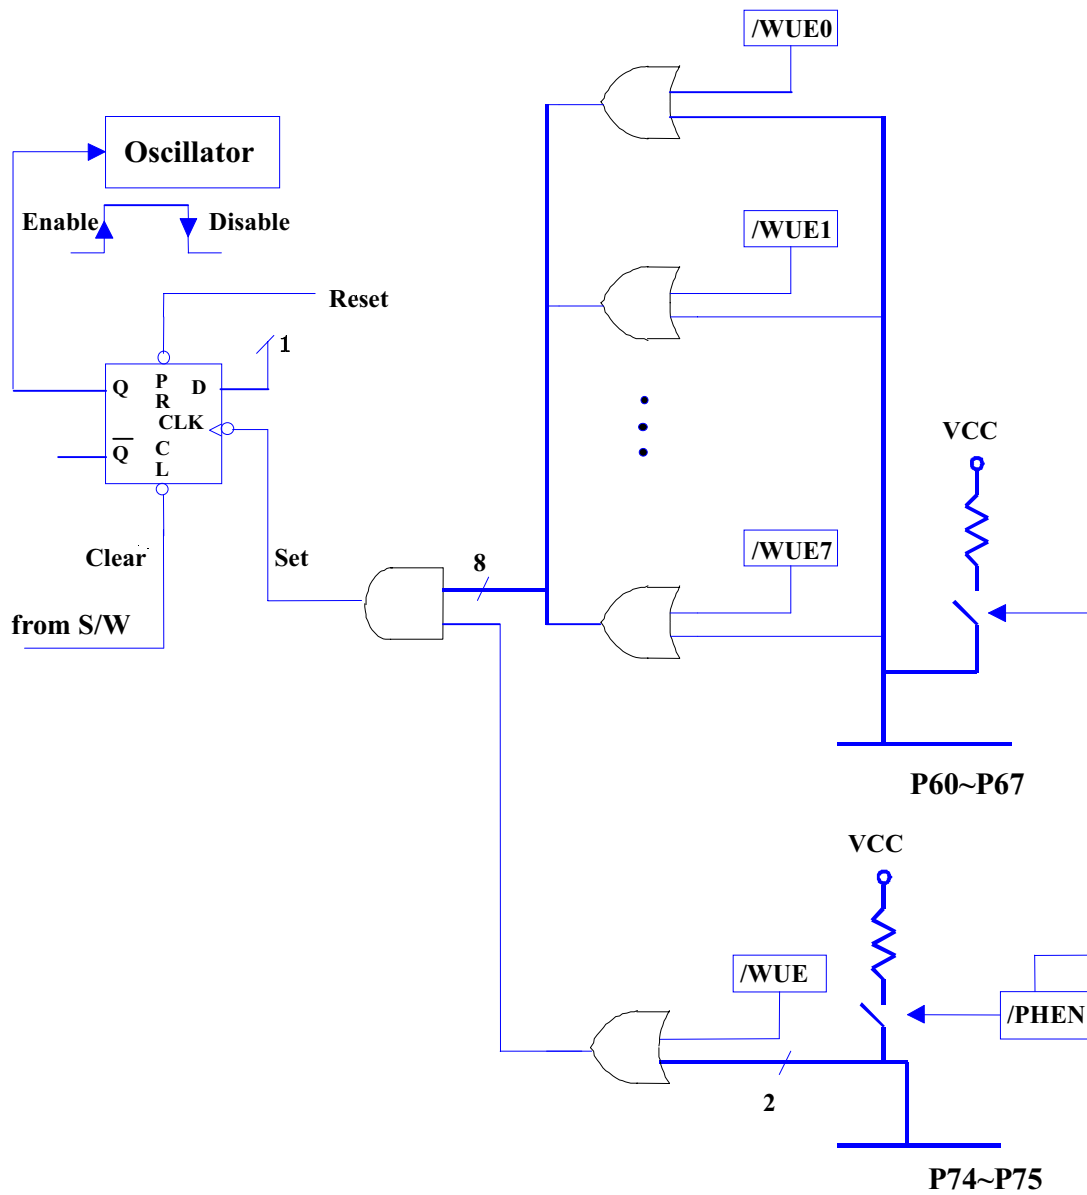 /WUE0
Oscillator
Enable
Disable
/WUE1
Reset
1
Q
P
R
D
CLK
Q
C
L
VCC
Clear
Set
8
/WUE7
from S/W
P60~P67
VCC
/WUE
/PHEN
2
P74~P75